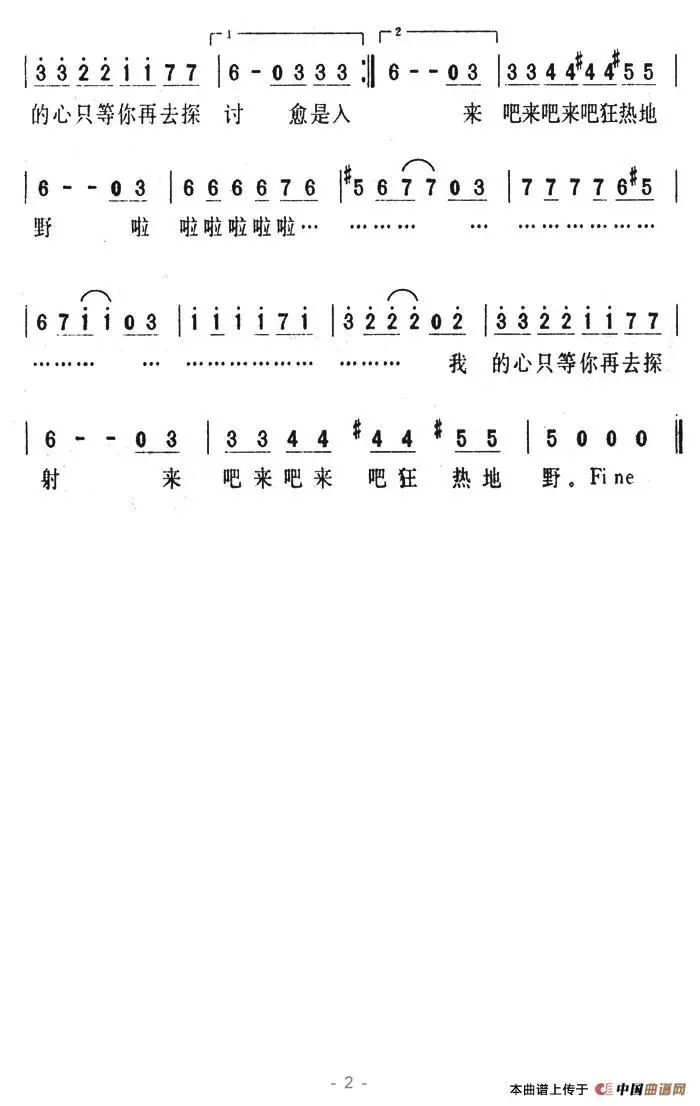 1 2
3 3 2 2 1 1 7 7 | 6 - 0 3 3 3 :‖ 6 - - 0 3 | 3 3 4 4 #4 4 #5 5 |
的心只等你再去探 讨 愈是入 来 吧来吧来吧狂热地
| 6 - - 0 3 | 6 6 6 6 7 6 | #5 6 7 7 0 3 | 7 7 7 7 6 #5 |
野 啦 啦啦啦啦啦… ……… … ………………
| 6 7 1 1 0 3 | 1 1 1 1 7 1 | 3 2 2 2 0 2 | 3 3 2 2 1 1 7 7 |
……… … ……………… ……… 我 的心只等你再去探
| 6 - - 0 3 | 3 3 4 4 #4 4 #5 5 | 5 0 0 0 ‖
射 来 吧来吧来 吧狂 热地 野。Fine
- 2 -
本曲谱上传于 中国曲谱网